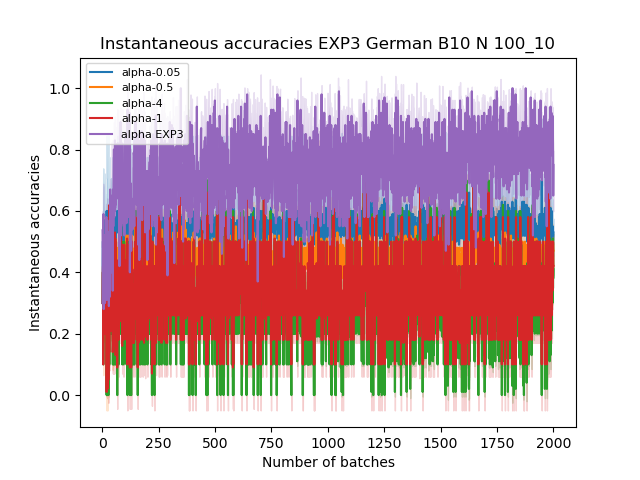 Instantaneous accuracies EXP3 German B10 N 100_10
alpha-0.05
alpha-0.5
alpha-4
alpha-1
alpha EXP3
1.0
0.8
0.6
0.4
0.2
0.0
Instantaneous accuracies
0 250 500 750 1000 1250 1500 1750 2000
Number of batches